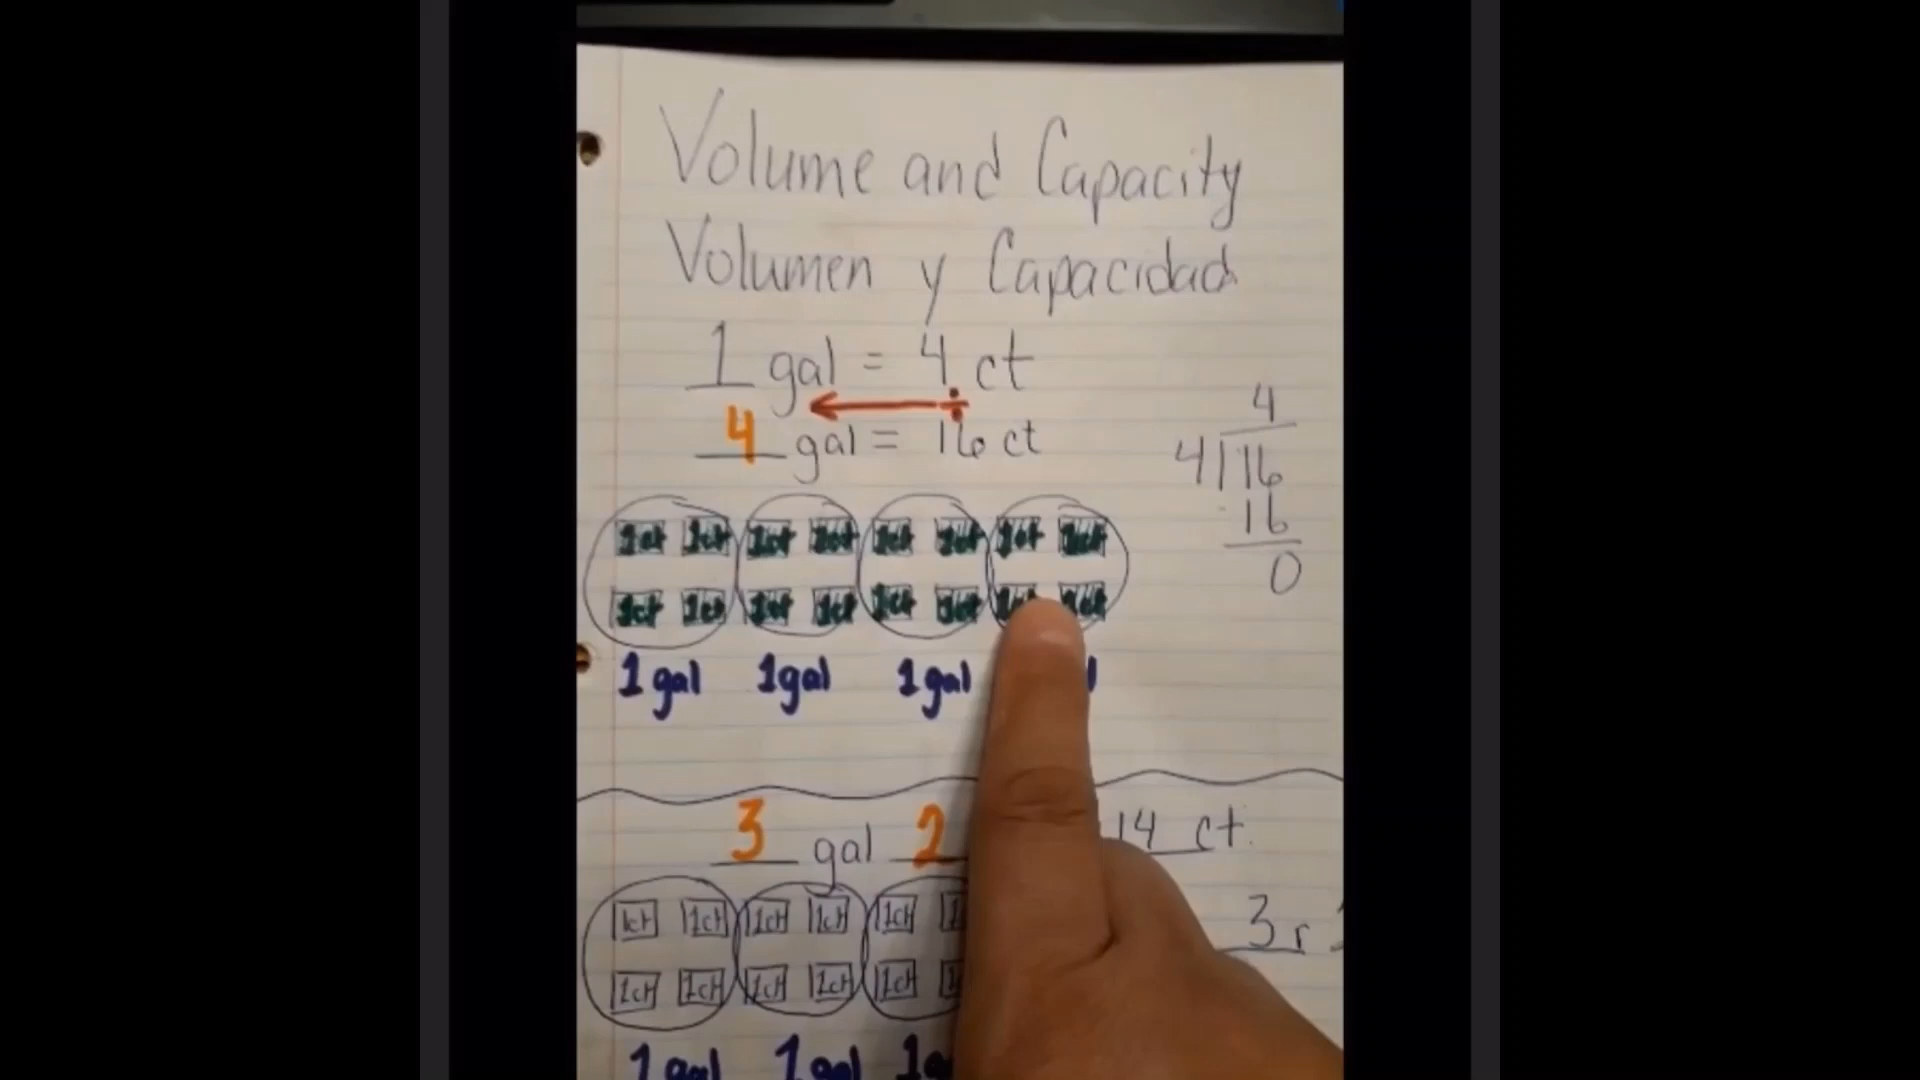 Volume and Capacity
Volumen y Capacidad
1 gal = 4 ct
÷
4 gal = 16 ct
4
4 16
16
0
1ct 1ct 1ct 1ct 1ct 1ct 1ct 1ct
1ct 1ct 1ct 1ct 1ct 1ct 1ct 1ct
1 gal 1gal 1 gal
3 gal 2 14 ct.
3 r
1ct 1ct 1ct 1ct 1ct
1ct 1ct 1ct 1ct 1ct
1 gal 1 gal